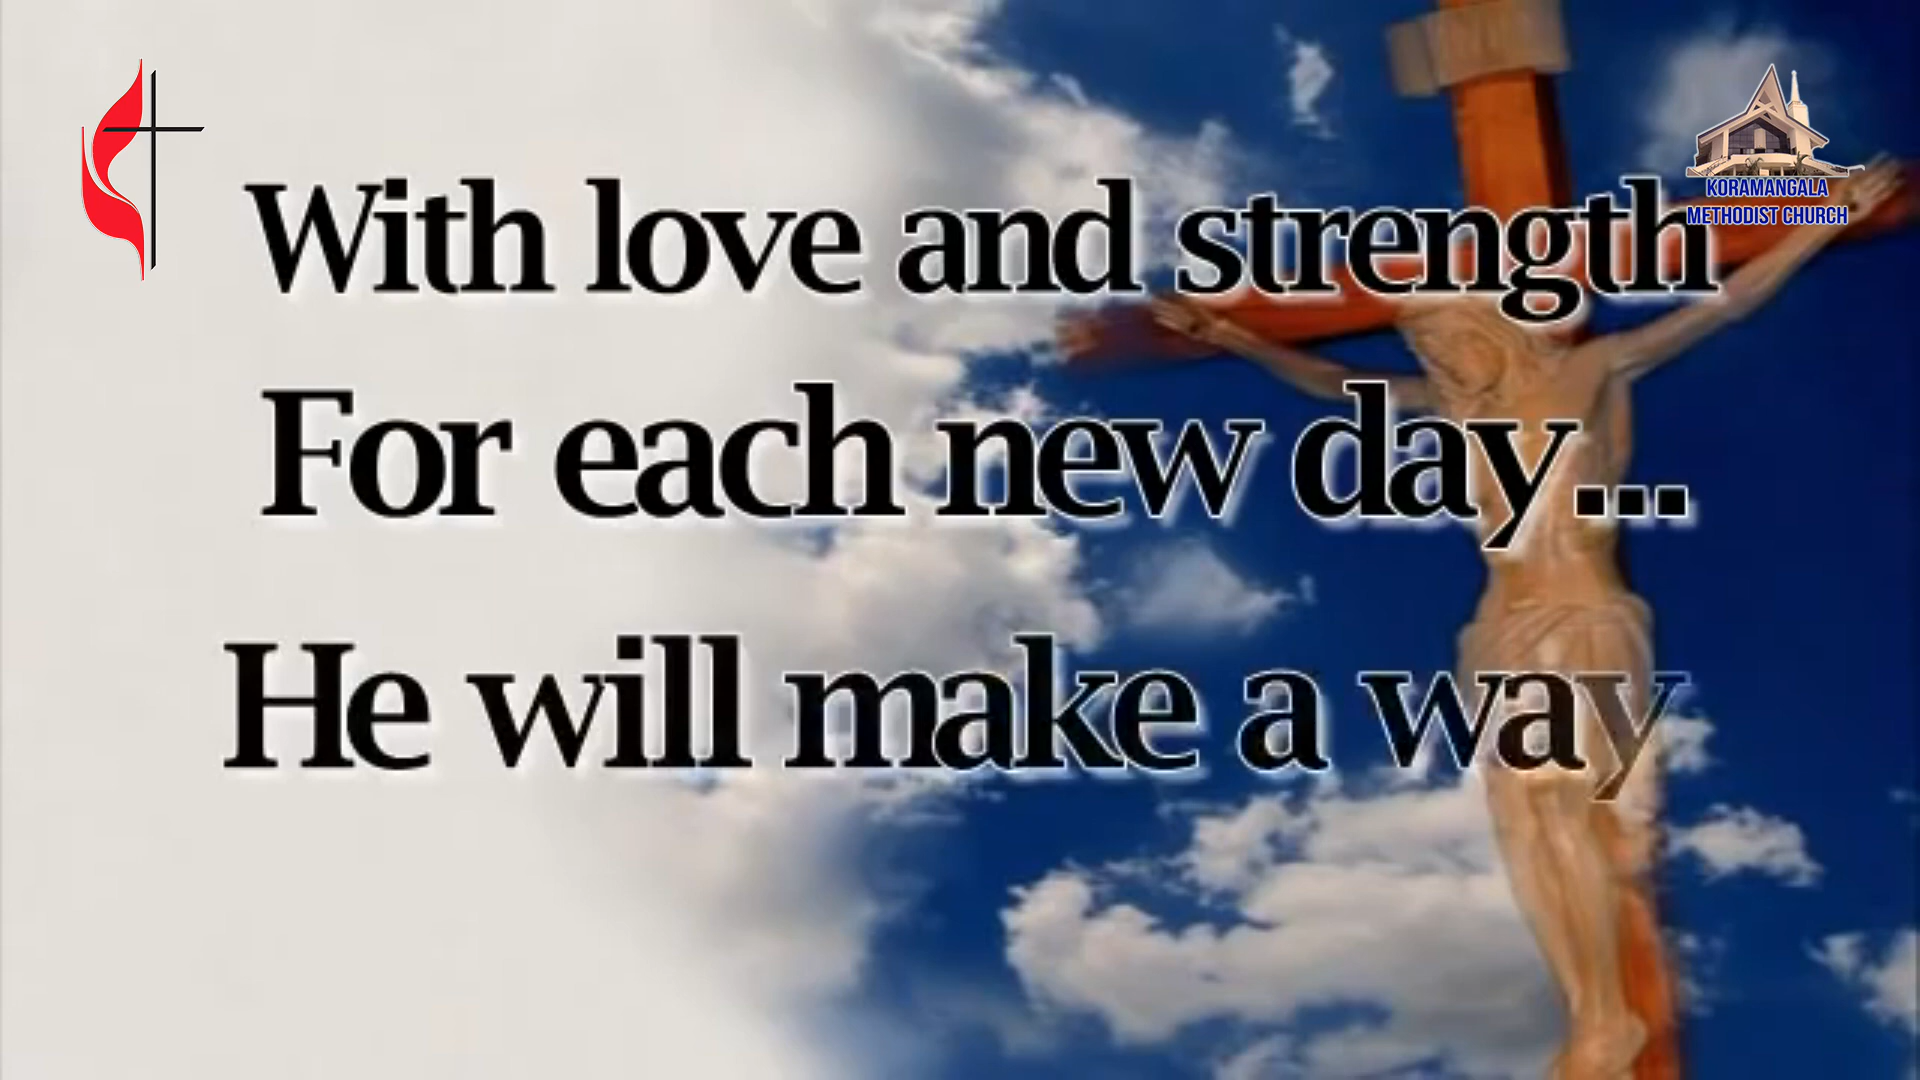 With love and strength
For each new day...
He will make a way
KORAMANGALA
METHODIST CHURCH